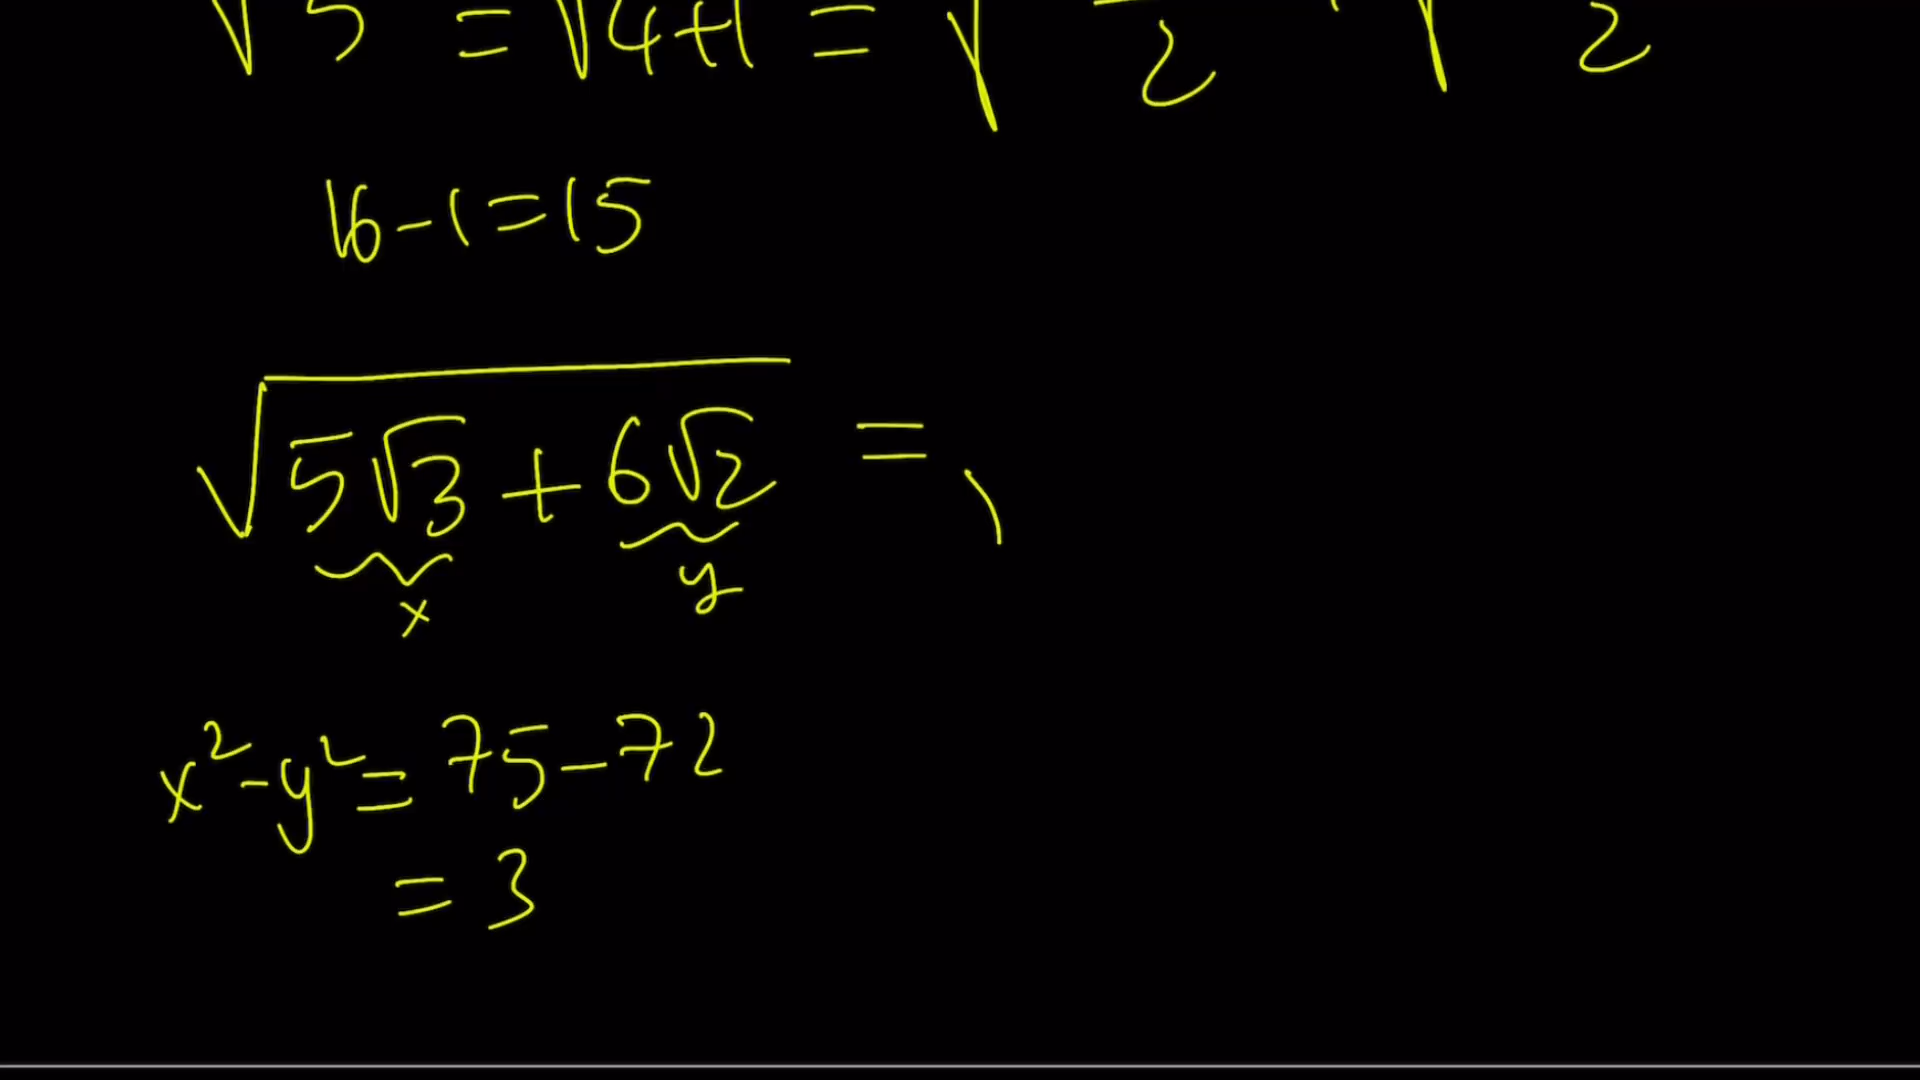 √5 = √4+1 = √ 2 √ 2
16-1=15
√(5√3+6√2) =
x y
x²-y²=75-72
=3